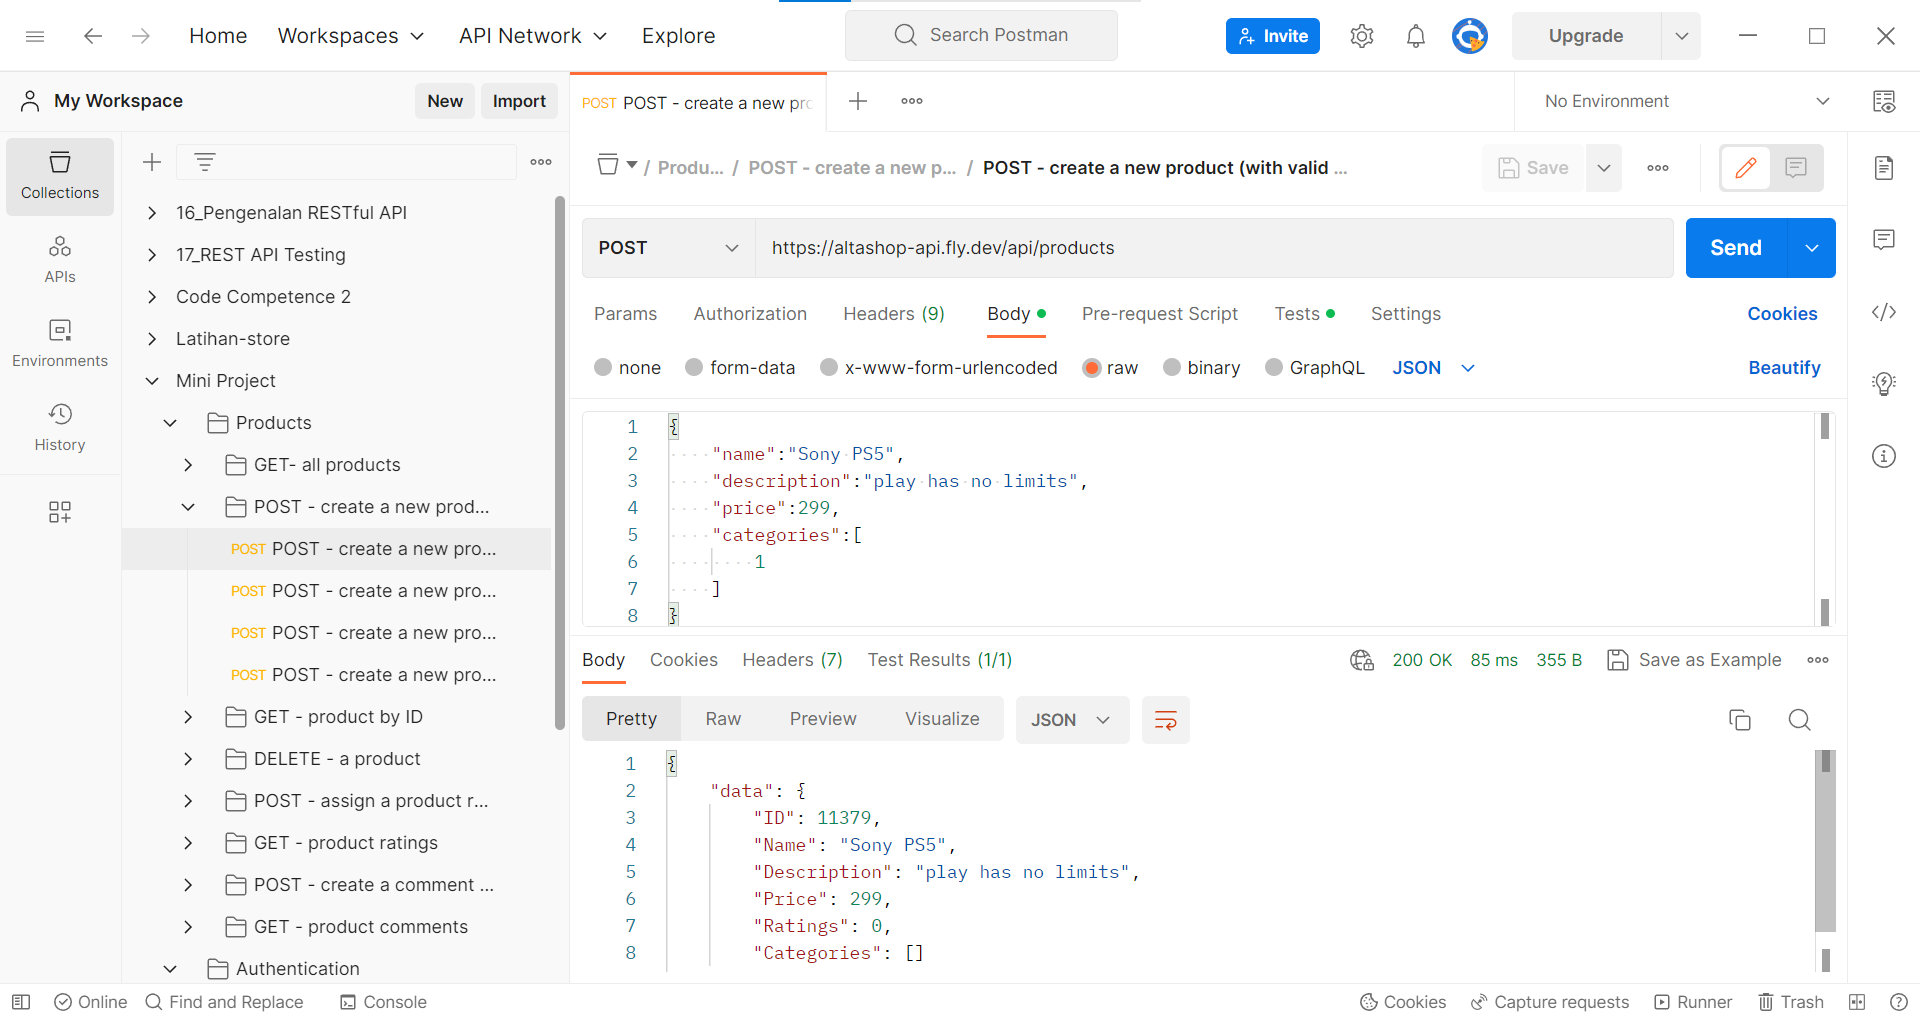 Home Workspaces API Network Explore Search Postman Invite Upgrade
My Workspace New Import
POST POST - create a new pro
No Environment
Collections
APIs
Environments
History
16_Pengenalan RESTful API
17_REST API Testing
Code Competence 2
Latihan-store
Mini Project
Products
GET- all products
POST - create a new prod...
POST POST - create a new pro...
POST POST - create a new pro...
POST POST - create a new pro...
POST POST - create a new pro...
GET - product by ID
DELETE - a product
POST - assign a product r...
GET - product ratings
POST - create a comment ...
GET - product comments
Authentication
/ Produ... / POST - create a new p... / POST - create a new product (with valid ...
Save
POST https://altashop-api.fly.dev/api/products Send
Params Authorization Headers (9) Body Pre-request Script Tests Settings Cookies
none form-data x-www-form-urlencoded raw binary GraphQL JSON Beautify
1 {
2 "name":"Sony PS5",
3 "description":"play has no limits",
4 "price":299,
5 "categories":[
6 1
7 ]
8 }
Body Cookies Headers (7) Test Results (1/1) 200 OK 85 ms 355 B Save as Example
Pretty Raw Preview Visualize JSON
1 {
2 "data": {
3 "ID": 11379,
4 "Name": "Sony PS5",
5 "Description": "play has no limits",
6 "Price": 299,
7 "Ratings": 0,
8 "Categories": []
Online Find and Replace Console Cookies Capture requests Runner Trash